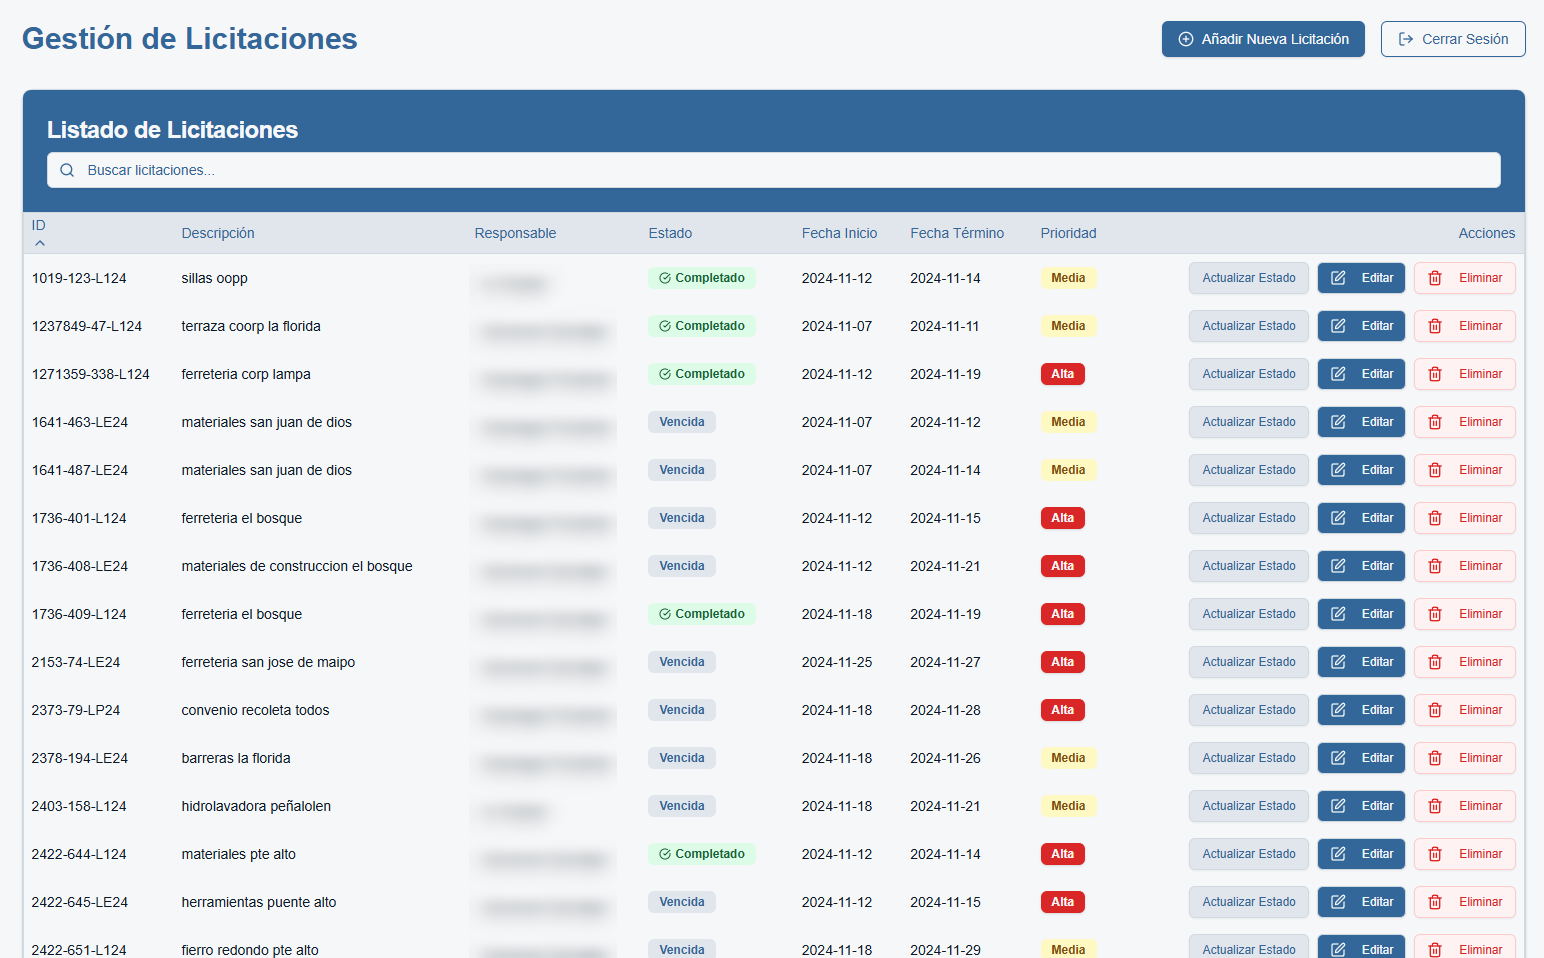 Gestión de Licitaciones
Añadir Nueva Licitación Cerrar Sesión
Listado de Licitaciones
Buscar licitaciones...
ID Descripción Responsable Estado Fecha Inicio Fecha Término Prioridad Acciones
1019-123-L124 sillas oopp Completado 2024-11-12 2024-11-14 Media Actualizar Estado Editar Eliminar
1237849-47-L124 terraza coorp la florida Completado 2024-11-07 2024-11-11 Media Actualizar Estado Editar Eliminar
1271359-338-L124 ferreteria corp lampa Completado 2024-11-12 2024-11-19 Alta Actualizar Estado Editar Eliminar
1641-463-LE24 materiales san juan de dios Vencida 2024-11-07 2024-11-12 Media Actualizar Estado Editar Eliminar
1641-487-LE24 materiales san juan de dios Vencida 2024-11-07 2024-11-14 Media Actualizar Estado Editar Eliminar
1736-401-L124 ferreteria el bosque Vencida 2024-11-12 2024-11-15 Alta Actualizar Estado Editar Eliminar
1736-408-LE24 materiales de construccion el bosque Vencida 2024-11-12 2024-11-21 Alta Actualizar Estado Editar Eliminar
1736-409-L124 ferreteria el bosque Completado 2024-11-18 2024-11-19 Alta Actualizar Estado Editar Eliminar
2153-74-LE24 ferreteria san jose de maipo Vencida 2024-11-25 2024-11-27 Alta Actualizar Estado Editar Eliminar
2373-79-LP24 convenio recoleta todos Vencida 2024-11-18 2024-11-28 Alta Actualizar Estado Editar Eliminar
2378-194-LE24 barreras la florida Vencida 2024-11-18 2024-11-26 Media Actualizar Estado Editar Eliminar
2403-158-L124 hidrolavadora peñalolen Vencida 2024-11-18 2024-11-21 Media Actualizar Estado Editar Eliminar
2422-644-L124 materiales pte alto Completado 2024-11-12 2024-11-14 Alta Actualizar Estado Editar Eliminar
2422-645-LE24 herramientas puente alto Vencida 2024-11-12 2024-11-15 Alta Actualizar Estado Editar Eliminar
2422-651-L124 fierro redondo pte alto Vencida 2024-11-18 2024-11-29 Media Actualizar Estado Editar Eliminar